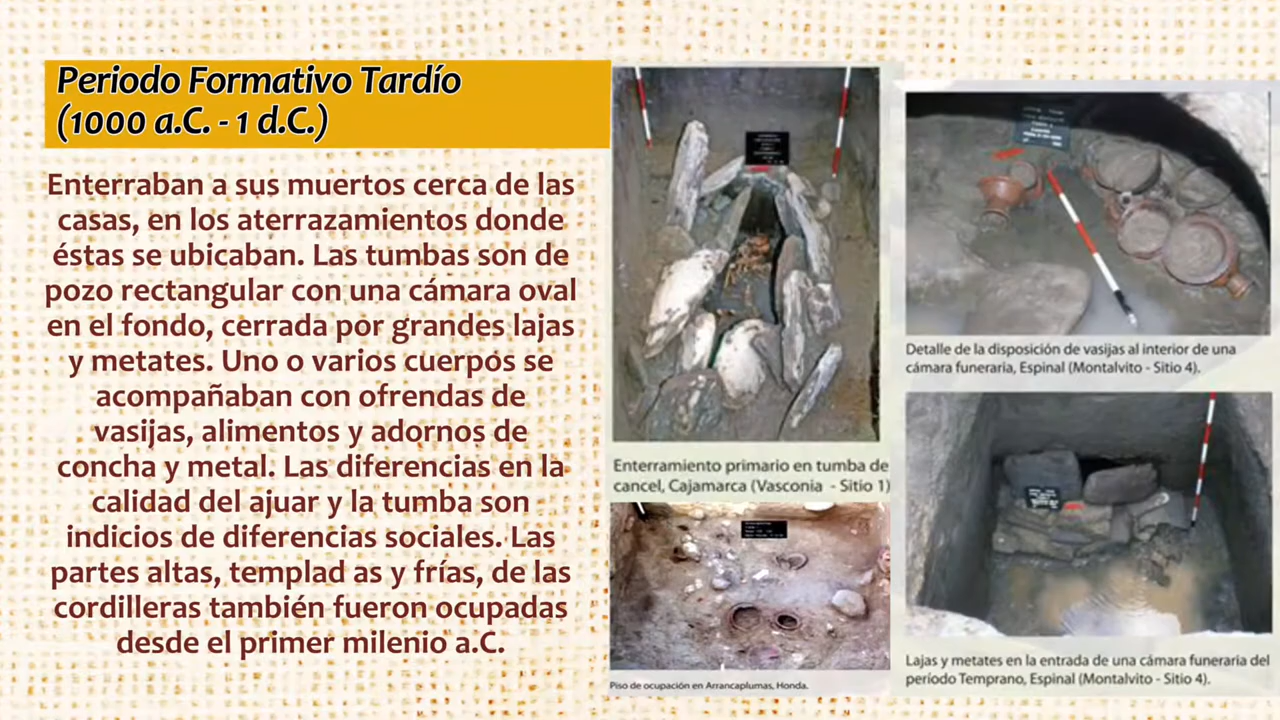 Periodo Formativo Tardío
(1000 a.C. - 1 d.C.)
Enterraban a sus muertos cerca de las
casas, en los aterrazamientos donde
éstas se ubicaban. Las tumbas son de
pozo rectangular con una cámara oval
en el fondo, cerrada por grandes lajas
y metates. Uno o varios cuerpos se
acompañaban con ofrendas de
vasijas, alimentos y adornos de
concha y metal. Las diferencias en la
calidad del ajuar y la tumba son
indicios de diferencias sociales. Las
partes altas, templad as y frías, de las
cordilleras también fueron ocupadas
desde el primer milenio a.C.
Enterramiento primario en tumba de
cancel, Cajamarca (Vasconia - Sitio 1)
Piso de ocupación en Arrancaplumas, Honda.
Detalle de la disposición de vasijas al interior de una
cámara funeraria, Espinal (Montalvito - Sitio 4).
Lajas y metates en la entrada de una cámara funeraria del
período Temprano, Espinal (Montalvito - Sitio 4).